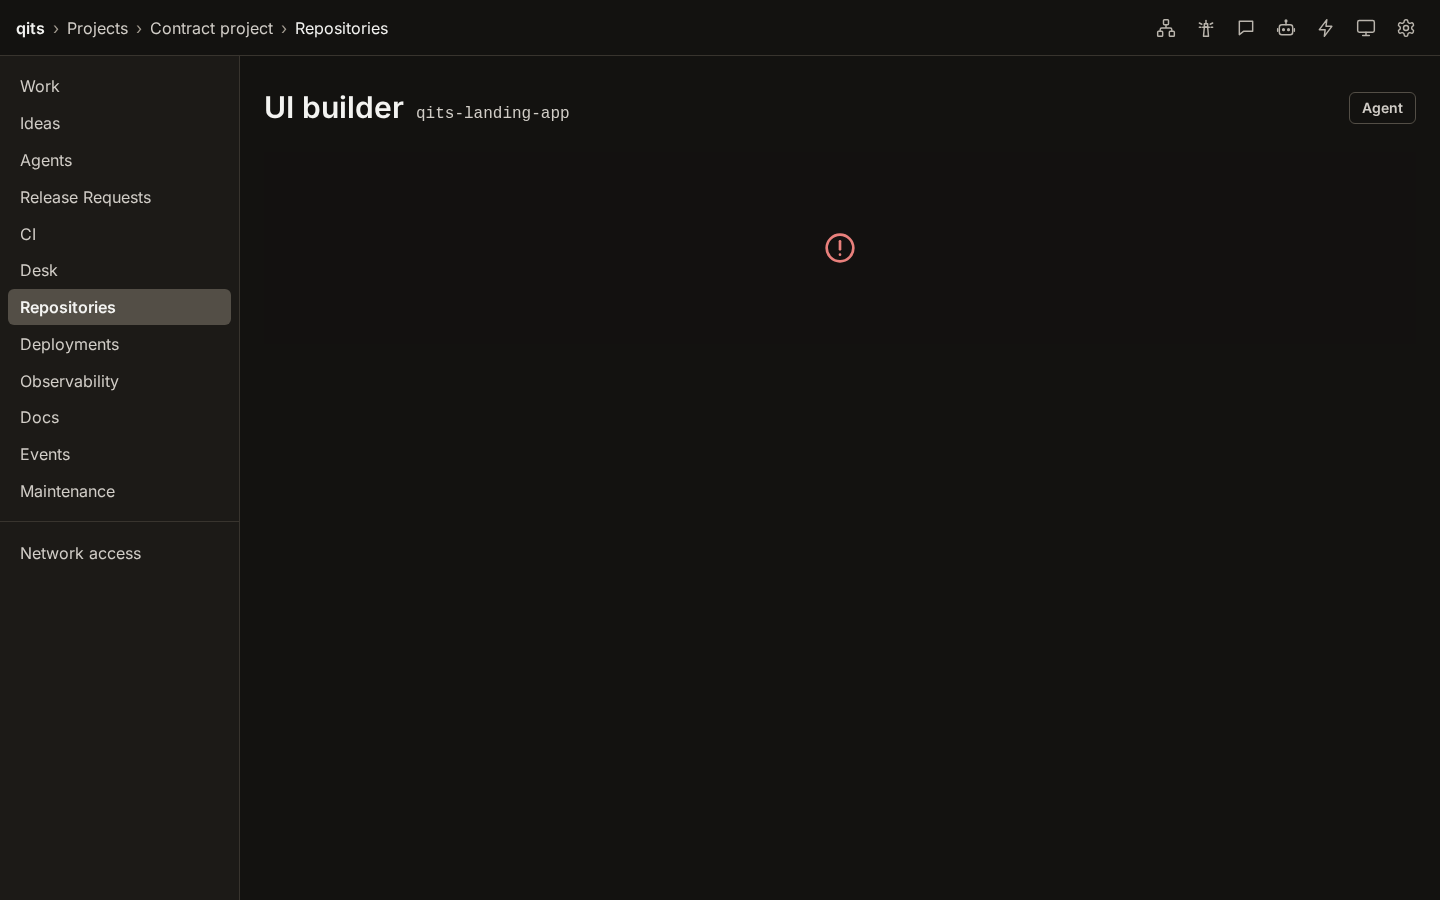 qits › Projects › Contract project › Repositories
Work
Ideas
Agents
Release Requests
CI
Desk
Repositories
Deployments
Observability
Docs
Events
Maintenance
Network access
UI builder qits-landing-app
Agent